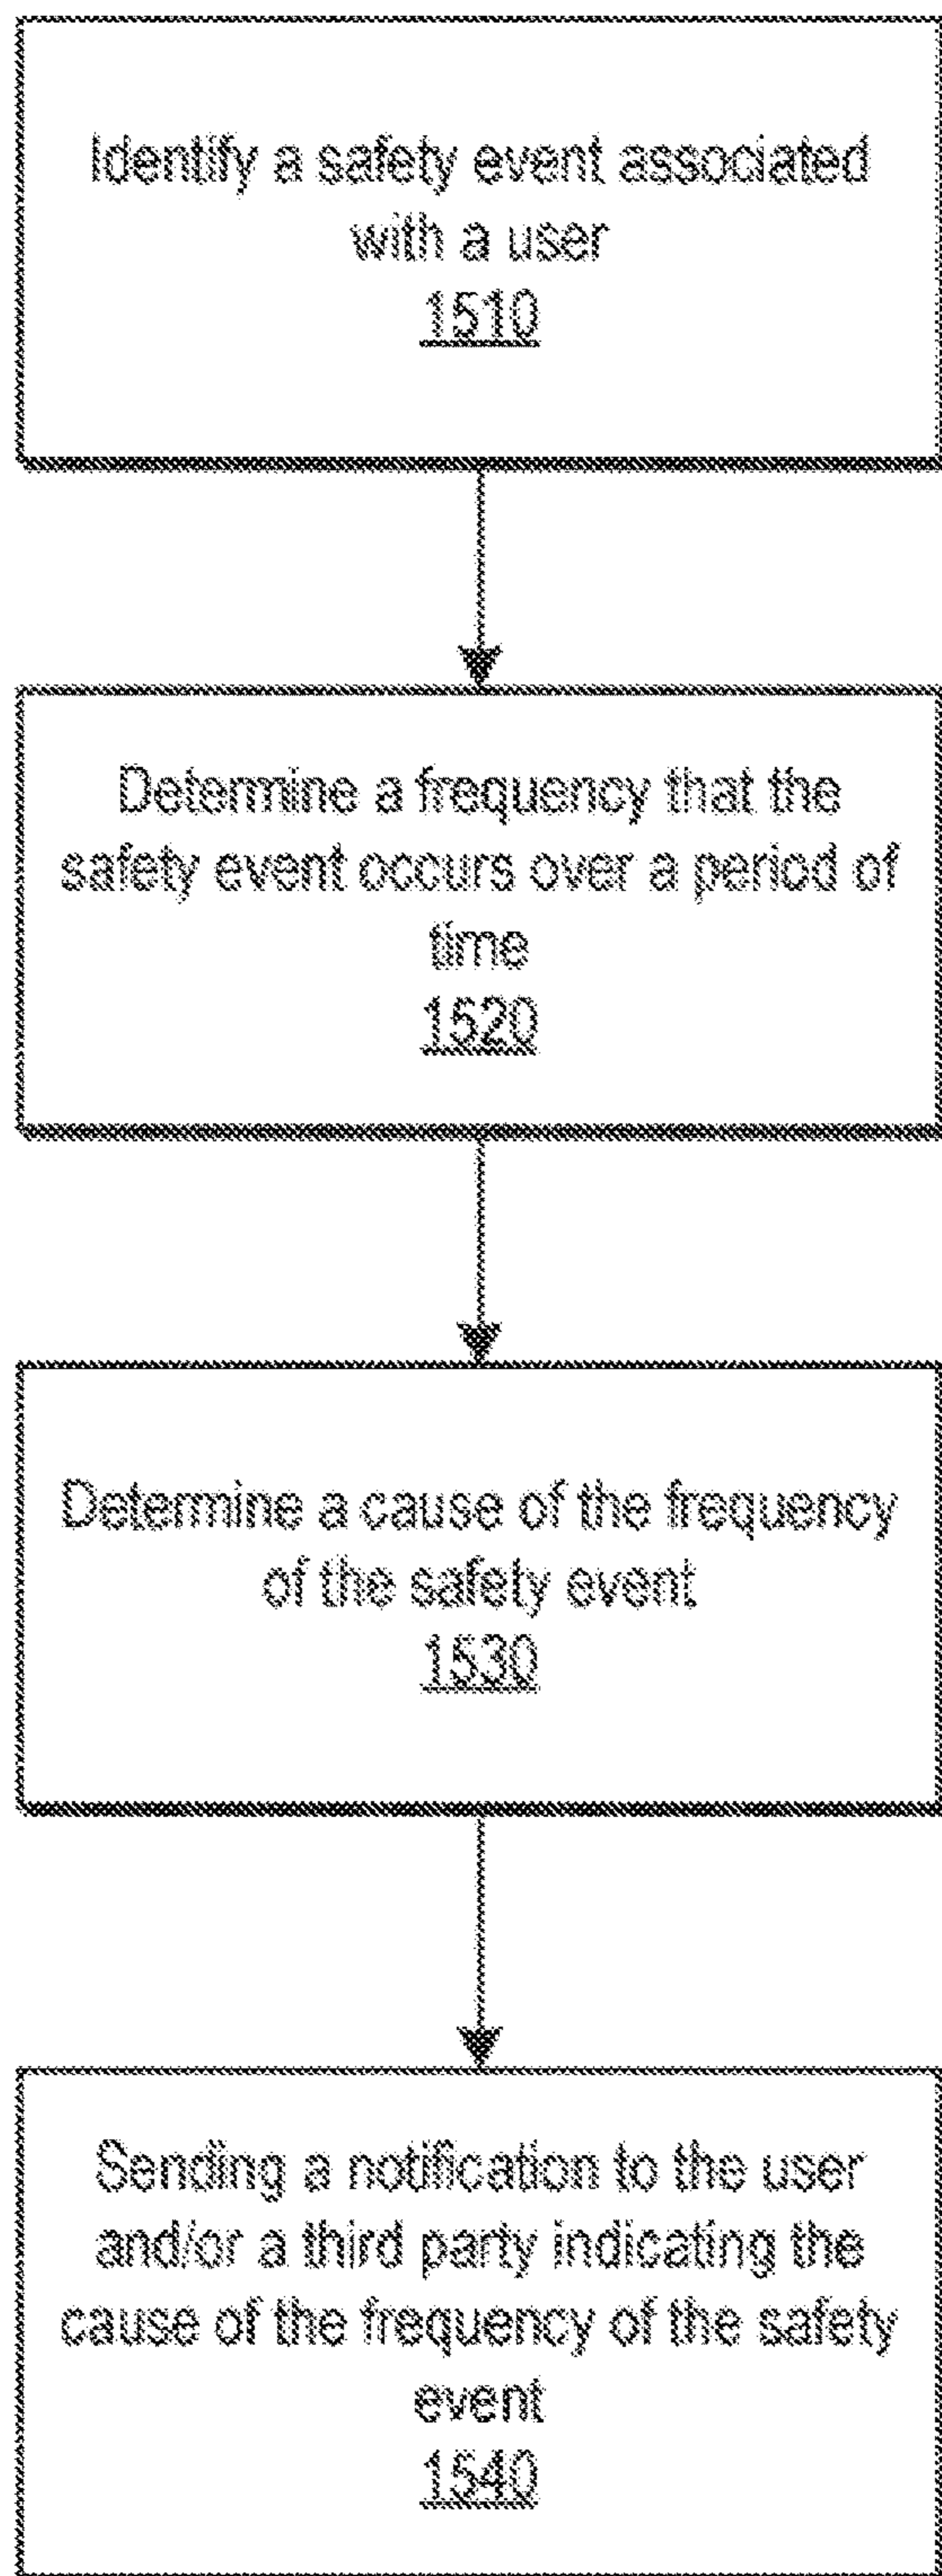 Identify a safety event associated
with a user
1510
Determine a frequency that the
safety event occurs over a period of
time
1520
Determine a cause of the frequency
of the safety event
1530
Sending a notification to the user
and/or a third party indicating the
cause of the frequency of the safety
event
1540